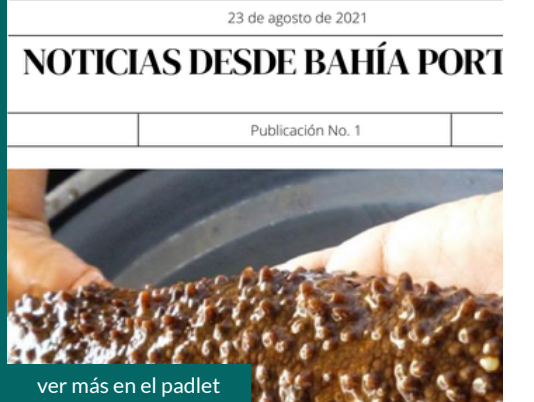 23 de agosto de 2021
NOTICIAS DESDE BAHÍA PORT
Publicación No. 1
ver más en el padlet